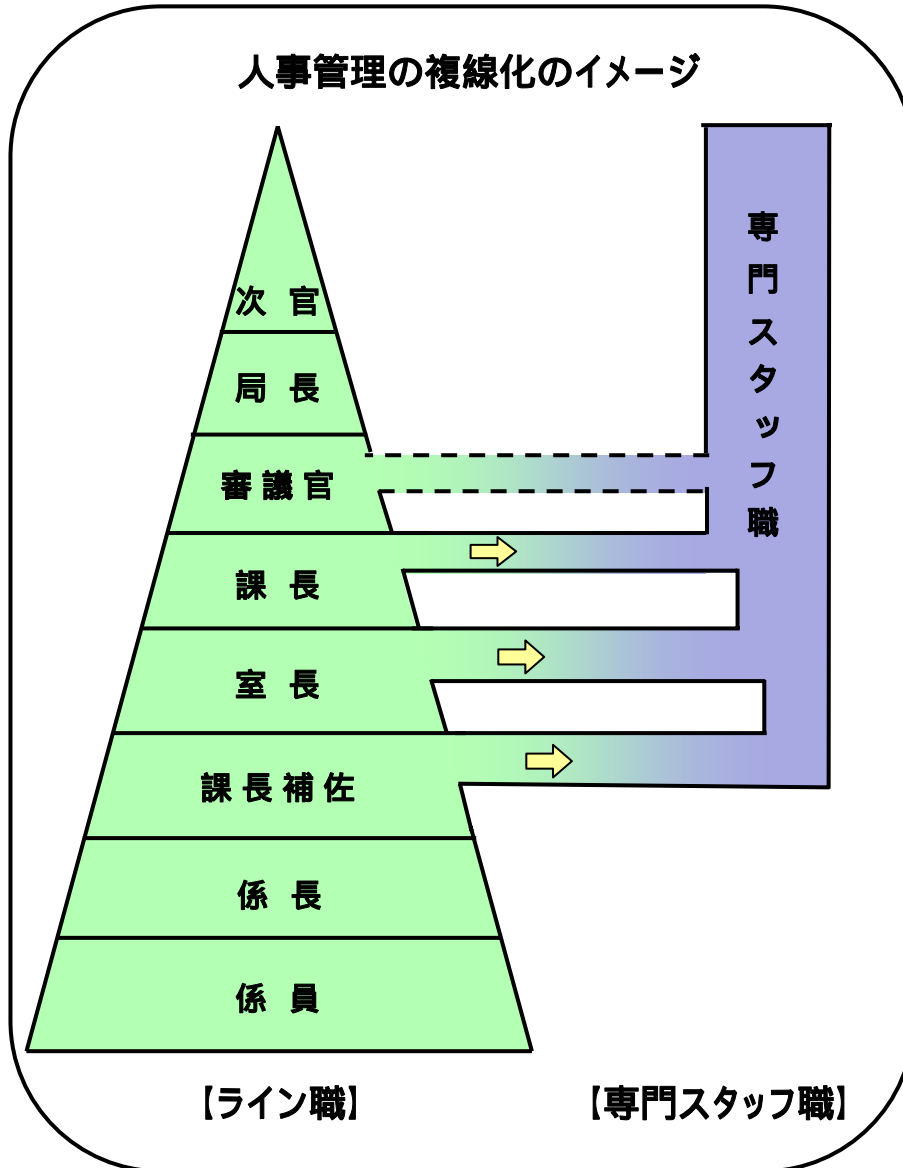 人事管理の複線化のイメージ
次 官
局 長
審 議 官
課 長
室 長
課 長 補 佐
係 長
係 員
専門スタッフ職
【ライン職】
【専門スタッフ職】